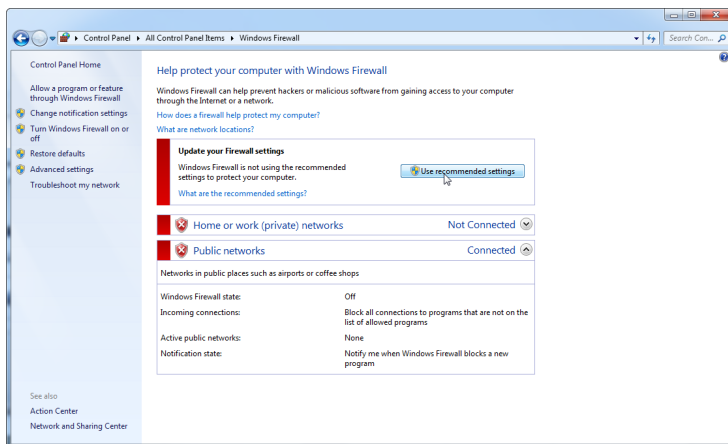 Control Panel
All Control Panel Items
Windows Firewall
Search Con...
Control Panel Home
Allow a program or feature
through Windows Firewall
Change notification settings
Turn Windows Firewall on or
off
Restore defaults
Advanced settings
Troubleshoot my network
See also
Action Center
Network and Sharing Center
Help protect your computer with Windows Firewall
Windows Firewall can help prevent hackers or malicious software from gaining access to your computer
through the Internet or a network.
How does a firewall help protect my computer?
What are network locations?
Update your Firewall settings
Windows Firewall is not using the recommended
settings to protect your computer.
What are the recommended settings?
Use recommended settings
Home or work (private) networks Not Connected
Public networks Connected
Networks in public places such as airports or coffee shops
Windows Firewall state: Off
Incoming connections: Block all connections to programs that are not on the
list of allowed programs
Active public networks: None
Notification state: Notify me when Windows Firewall blocks a new
program